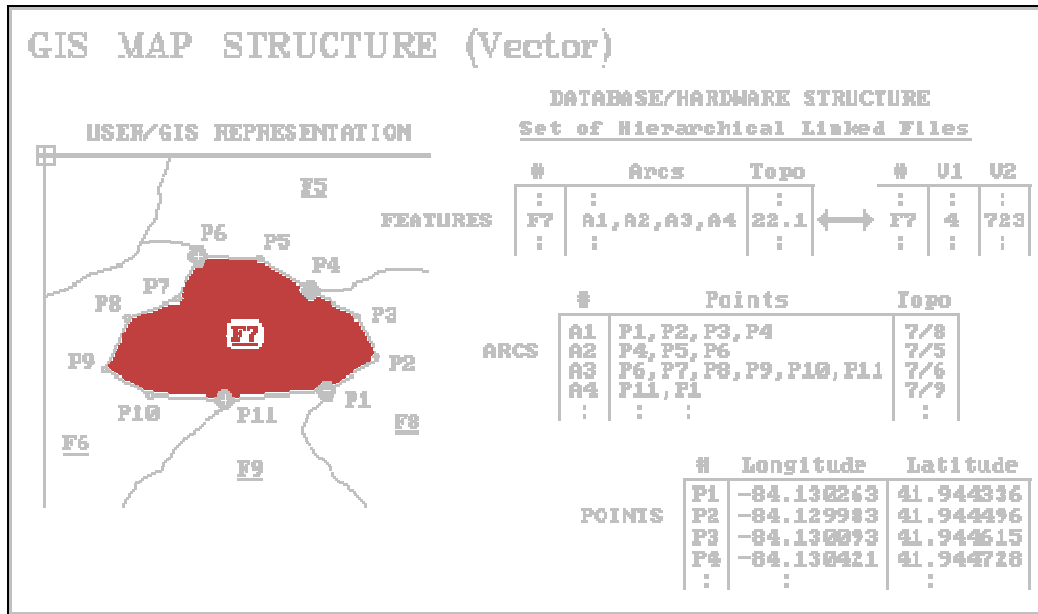 GIS MAP STRUCTURE (Vector)
DATABASE/HARDWARE STRUCTURE
USER/GIS REPRESENTATION
Set of Hierarchical Linked Files
# Arcs Topo # V1 V2
: : : : : :
FEATURES F7 A1,A2,A3,A4 22.1 F7 4 723
: : : : : :
F5
P6
P5
P4
P7
P8
P3
F7
P9
P2
P10
P11
P1
F6
F8
F9
# Points Topo
ARCS
A1 P1,P2,P3,P4 7/8
A2 P4,P5,P6 7/5
A3 P6,P7,P8,P9,P10,P11 7/6
A4 P11,P1 7/9
: : : :
# Longitude Latitude
POINTS
P1 -84.130263 41.944336
P2 -84.129983 41.944496
P3 -84.130093 41.944615
P4 -84.130421 41.944728
: : :